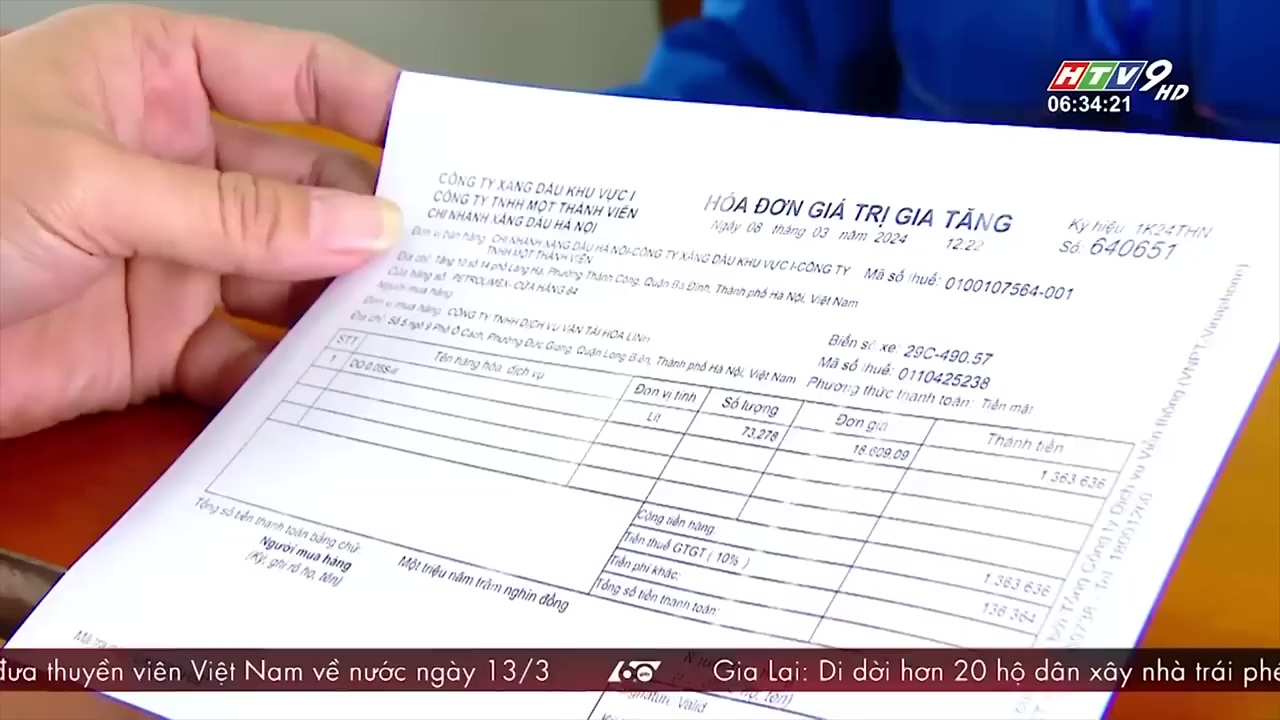 HTV9 HD
06:34:21
CÔNG TY XĂNG DẦU KHU VỰC I
CÔNG TY TNHH MỘT THÀNH VIÊN
CHI NHÁNH XĂNG DẦU HÀ NỘI
HÓA ĐƠN GIÁ TRỊ GIA TĂNG
Ngày 08 tháng 03 năm 2024 12:22
Ký hiệu 1K24THN
Số: 640651
Đơn vị bán hàng: CHI NHÁNH XĂNG DẦU HÀ NỘI-CÔNG TY XĂNG DẦU KHU VỰC I-CÔNG TY
TNHH MỘT THÀNH VIÊN
Mã số thuế: 0100107564-001
Địa chỉ: Tầng 10 số 14 phố Láng Hạ, Phường Thành Công, Quận Ba Đình, Thành phố Hà Nội, Việt Nam
Cửa hàng số: PETROLIMEX- CỬA HÀNG 64
Người mua hàng:
Đơn vị mua hàng: CÔNG TY TNHH DỊCH VỤ VẬN TẢI HÒA LINH
Địa chỉ: Số 5 ngõ 9 Phố Ô Cách, Phường Đức Giang, Quận Long Biên, Thành phố Hà Nội, Việt Nam
Biển số xe: 29C-490.57
Mã số thuế: 0110425238
Phương thức thanh toán: Tiền mặt
STT Tên hàng hóa, dịch vụ Đơn vị tính Số lượng Đơn giá Thành tiền
1 DO 0,05S-II Lít 73,278 18.609,09 1.363.636
Cộng tiền hàng: 1.363.636
Tiền thuế GTGT ( 10% ) 136.364
Tiền phí khác:
Tổng số tiền thanh toán:
Tổng số tiền thanh toán bằng chữ: Một triệu năm trăm nghìn đồng
Người mua hàng
(Ký, ghi rõ họ, tên)
Tổng Công ty Dịch vụ Viễn thông (VNPT-Vinaphone)
Tel: 18001260
Signature Valid
đưa thuyền viên Việt Nam về nước ngày 13/3
60 giây
Gia Lai: Di dời hơn 20 hộ dân xây nhà trái